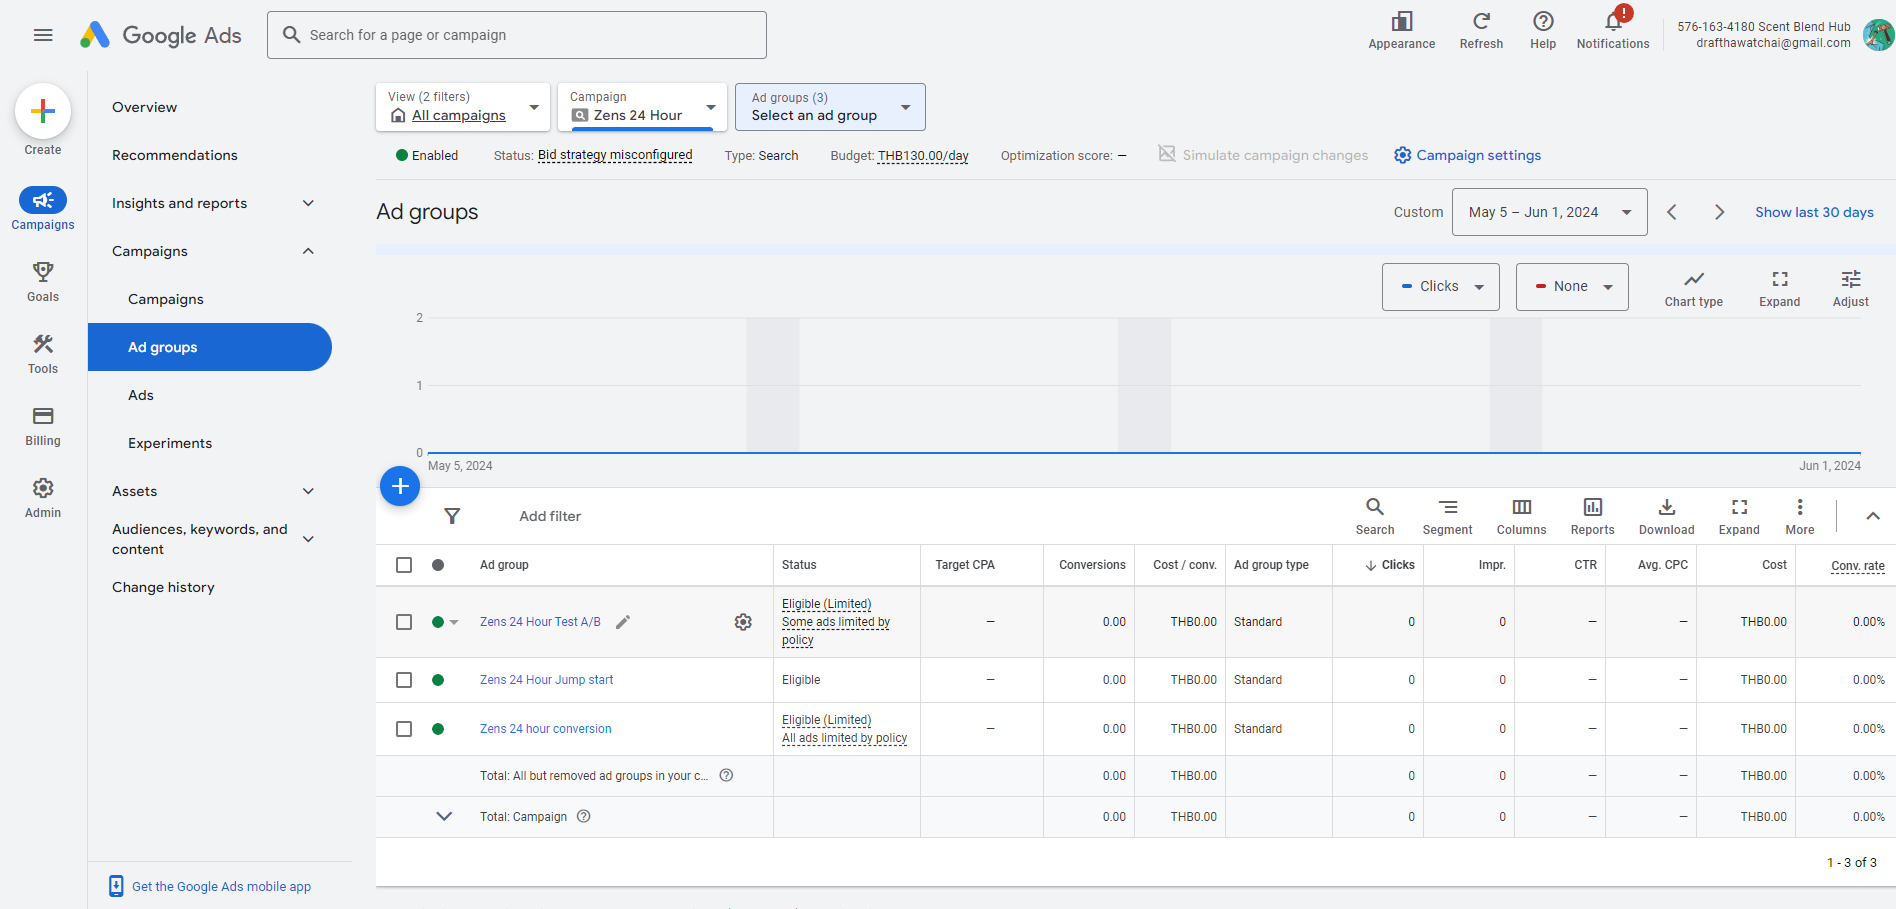 Google Ads
Search for a page or campaign
Appearance
Refresh
Help
!
Notifications
576-163-4180 Scent Blend Hub
drafthawatchai@gmail.com
Create
Campaigns
Goals
Tools
Billing
Admin
Overview
Recommendations
Insights and reports
Campaigns
Campaigns
Ad groups
Ads
Experiments
Assets
Audiences, keywords, and
content
Change history
Get the Google Ads mobile app
View (2 filters)
All campaigns
Campaign
Zens 24 Hour
Ad groups (3)
Select an ad group
Enabled
Status: Bid strategy misconfigured
Type: Search
Budget: THB130.00/day
Optimization score: –
Simulate campaign changes
Campaign settings
Ad groups
Custom
May 5 – Jun 1, 2024
Show last 30 days
Clicks
None
Chart type
Expand
Adjust
2
1
0
May 5, 2024
Jun 1, 2024
Add filter
Search
Segment
Columns
Reports
Download
Expand
More
Ad group Status Target CPA Conversions Cost / conv. Ad group type Clicks Impr. CTR Avg. CPC Cost Conv. rate
Zens 24 Hour Test A/B
Eligible (Limited)
Some ads limited by
policy
– 0.00 THB0.00 Standard 0 0 – – THB0.00 0.00%
Zens 24 Hour Jump start Eligible – 0.00 THB0.00 Standard 0 0 – – THB0.00 0.00%
Zens 24 hour conversion
Eligible (Limited)
All ads limited by policy
– 0.00 THB0.00 Standard 0 0 – – THB0.00 0.00%
Total: All but removed ad groups in your c... 0.00 THB0.00 0 0 – – THB0.00 0.00%
Total: Campaign 0.00 THB0.00 0 0 – – THB0.00 0.00%
1 - 3 of 3